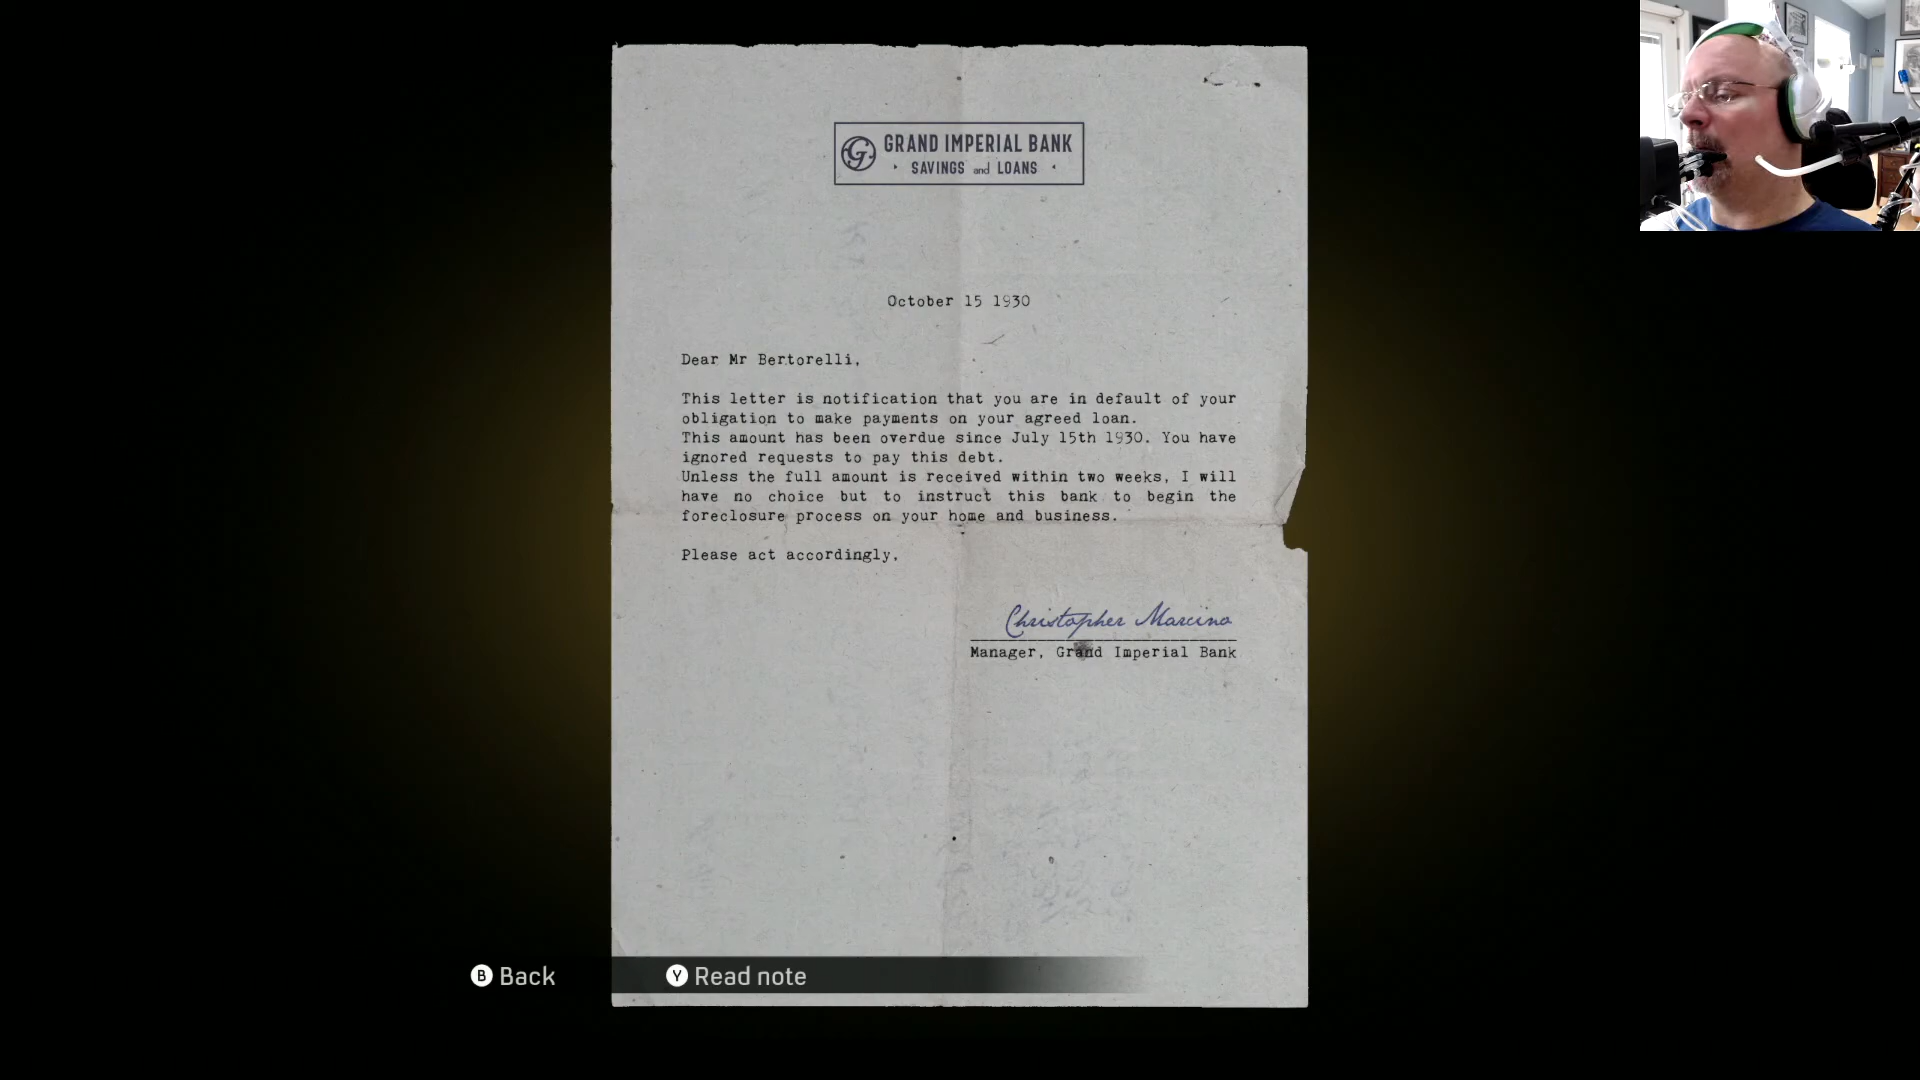 GRAND IMPERIAL BANK
SAVINGS and LOANS
October 15 1930
Dear Mr Bertorelli,
This letter is notification that you are in default of your
obligation to make payments on your agreed loan.
This amount has been overdue since July 15th 1930. You have
ignored requests to pay this debt.
Unless the full amount is received within two weeks, I will
have no choice but to instruct this bank to begin the
foreclosure process on your home and business.
Please act accordingly,
Christopher Marcino
Manager, Grand Imperial Bank
B Back
Y Read note